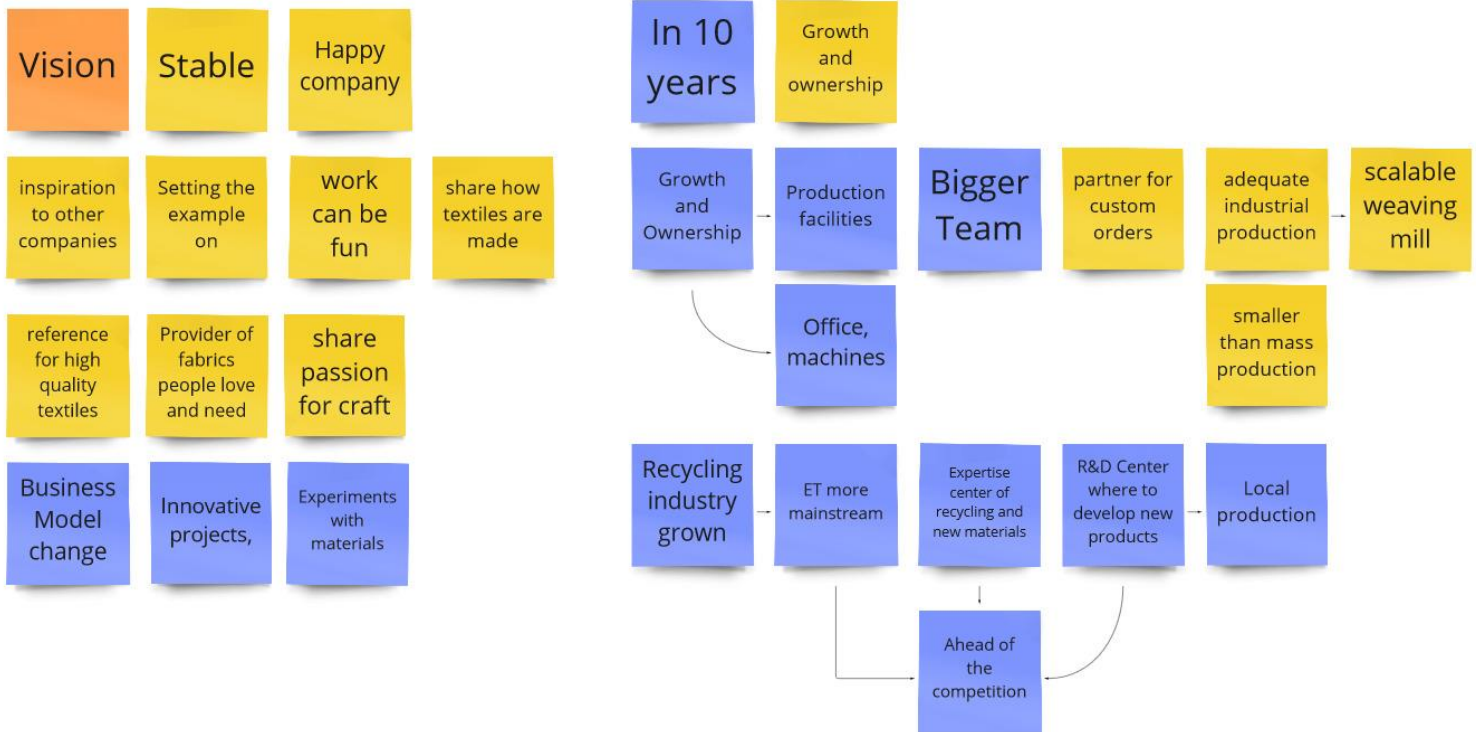 Vision
Stable
Happy
company
inspiration
to other
companies
Setting the
example
on
work
can be
fun
share how
textiles are
made
reference
for high
quality
textiles
Provider of
fabrics
people love
and need
share
passion
for craft
Business
Model
change
Innovative
projects,
Experiments
with
materials
In 10
years
Growth
and
ownership
Growth
and
Ownership
Production
facilities
Bigger
Team
partner for
custom
orders
adequate
industrial
production
scalable
weaving
mill
Office,
machines
smaller
than mass
production
Recycling
industry
grown
ET more
mainstream
Expertise
center of
recycling and
new materials
R&D Center
where to
develop new
products
Local
production
Ahead of
the
competition